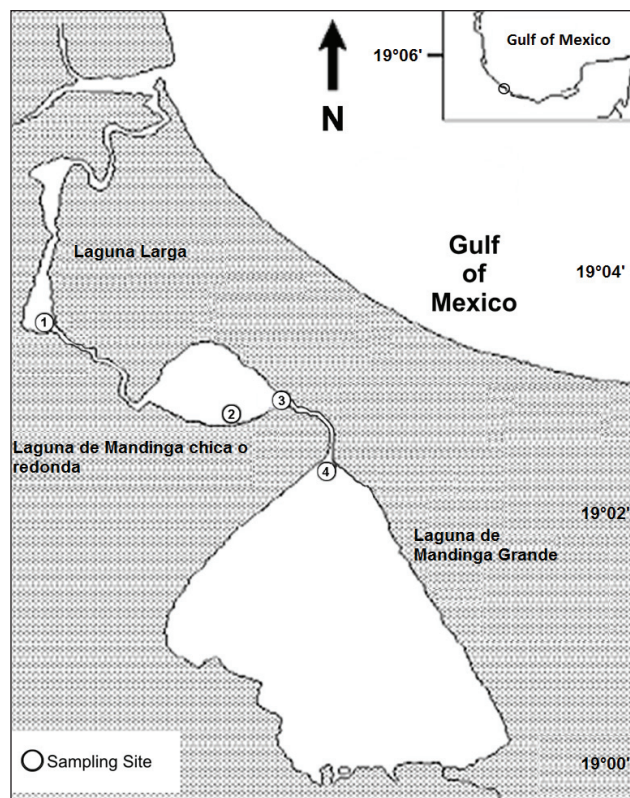 Gulf of Mexico
19°06'
N
Laguna Larga
Gulf
of
Mexico
19°04'
1
2
3
Laguna de Mandinga chica o
redonda
4
19°02'
Laguna de
Mandinga Grande
Sampling Site
19°00'